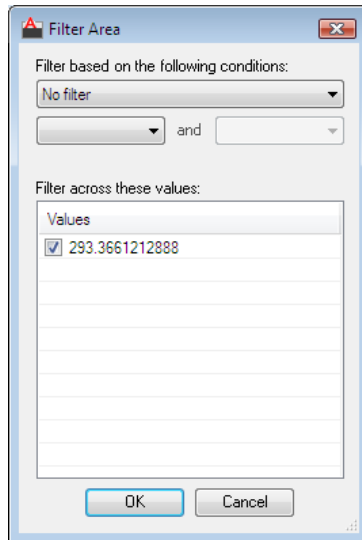 Filter Area
Filter based on the following conditions:
No filter
and
Filter across these values:
Values
293.3661212888
OK Cancel